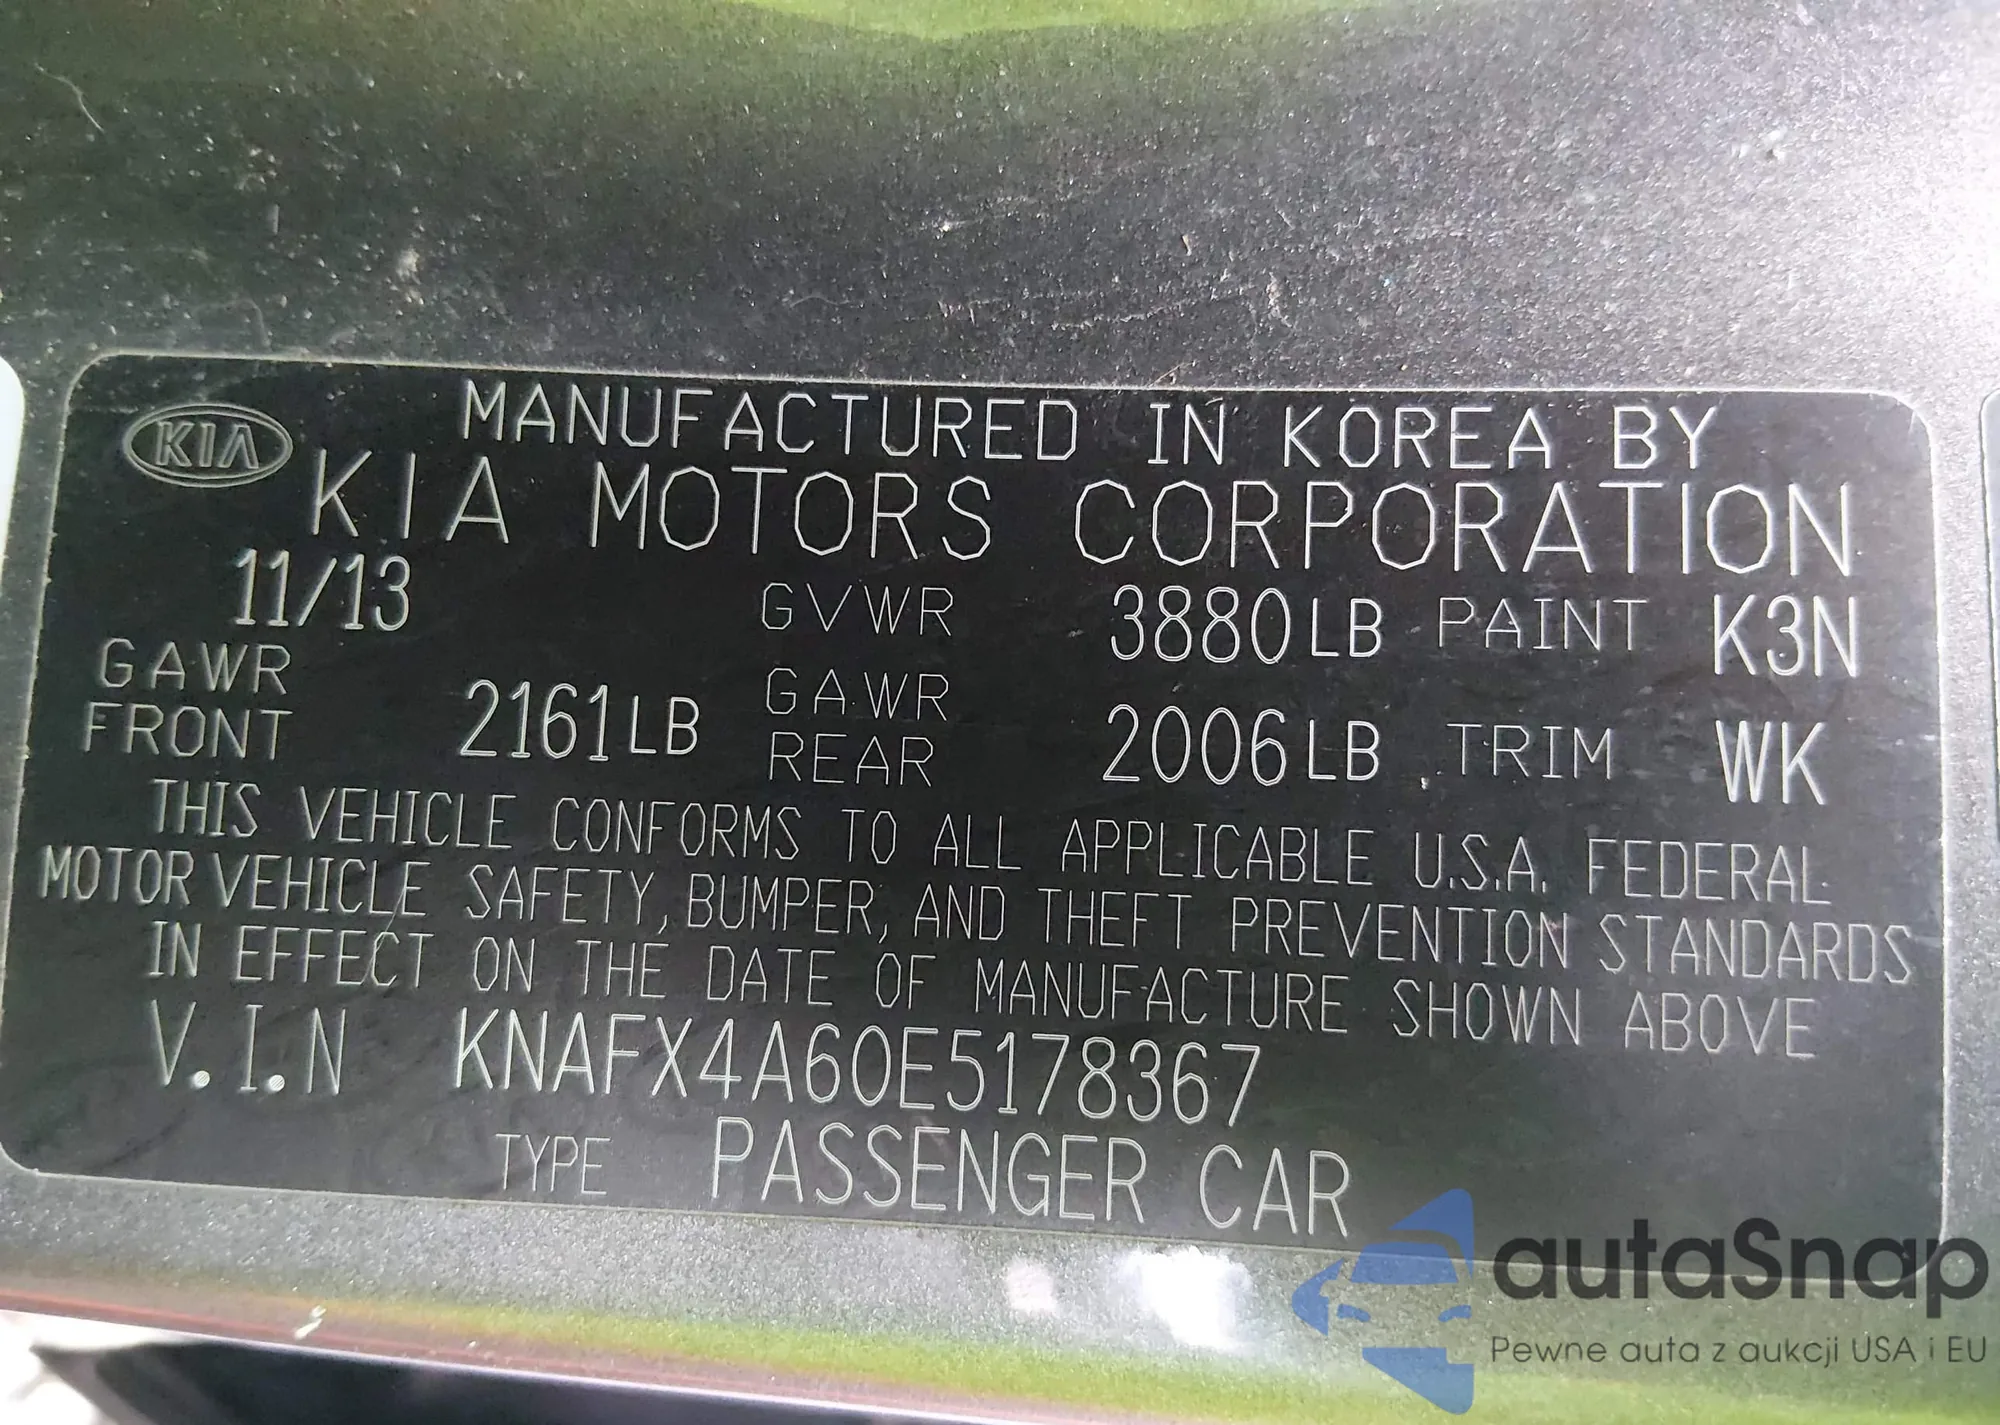 KIA
MANUFACTURED IN KOREA BY
KIA MOTORS CORPORATION
11/13 GVWR 3880LB PAINT K3N
GAWR FRONT 2161LB GAWR REAR 2006LB TRIM WK
THIS VEHICLE CONFORMS TO ALL APPLICABLE U.S.A. FEDERAL
MOTOR VEHICLE SAFETY, BUMPER, AND THEFT PREVENTION STANDARDS
IN EFFECT ON THE DATE OF MANUFACTURE SHOWN ABOVE
V.I.N KNAFX4A60E5178367
TYPE PASSENGER CAR
autaSnap
Pewne auta z aukcji USA i EU